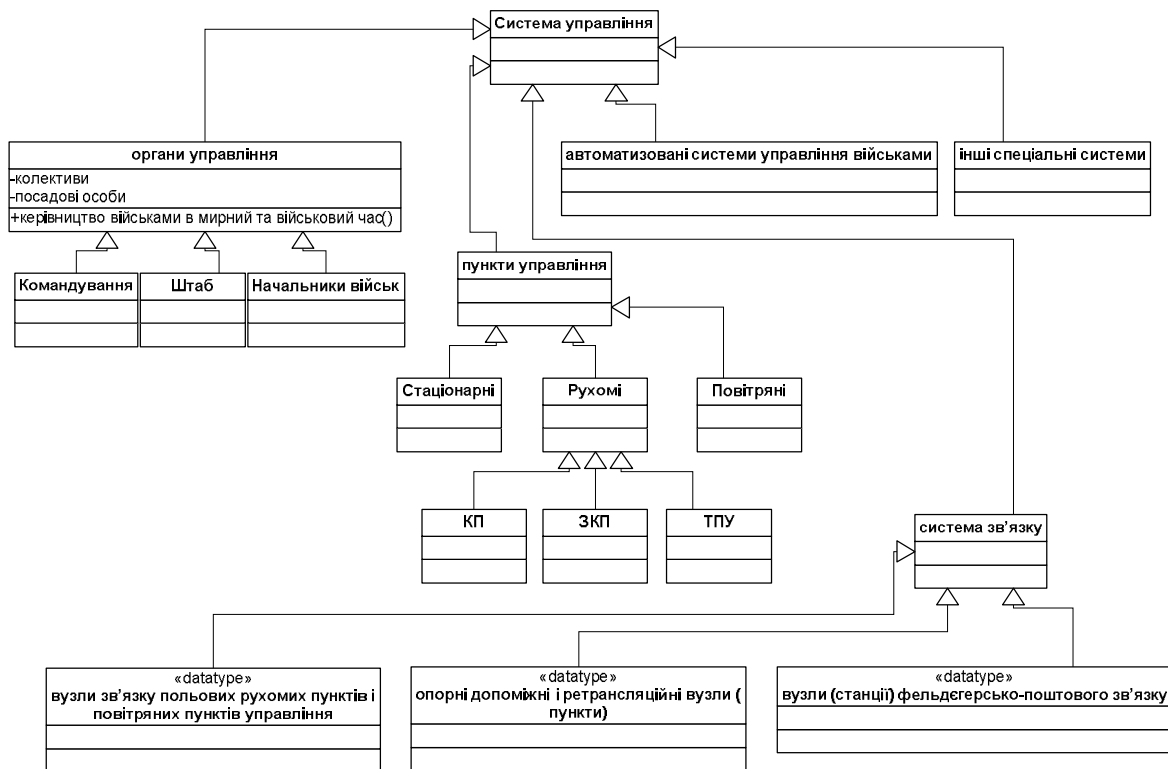 Система управління
органи управління
-колективи
-посадові особи
+керівництво військами в мирний та військовий час()
автоматизовані системи управління військами
інші спеціальні системи
Командування
Штаб
Начальники військ
пункти управління
Стаціонарні
Рухомі
Повітряні
КП
ЗКП
ТПУ
система зв'язку
«datatype»
вузли зв'язку польових рухомих пунктів і
повітряних пунктів управління
«datatype»
опорні допоміжні і ретрансляційні вузли (
пункти)
«datatype»
вузли (станції) фельдєгерсько-поштового зв'язку